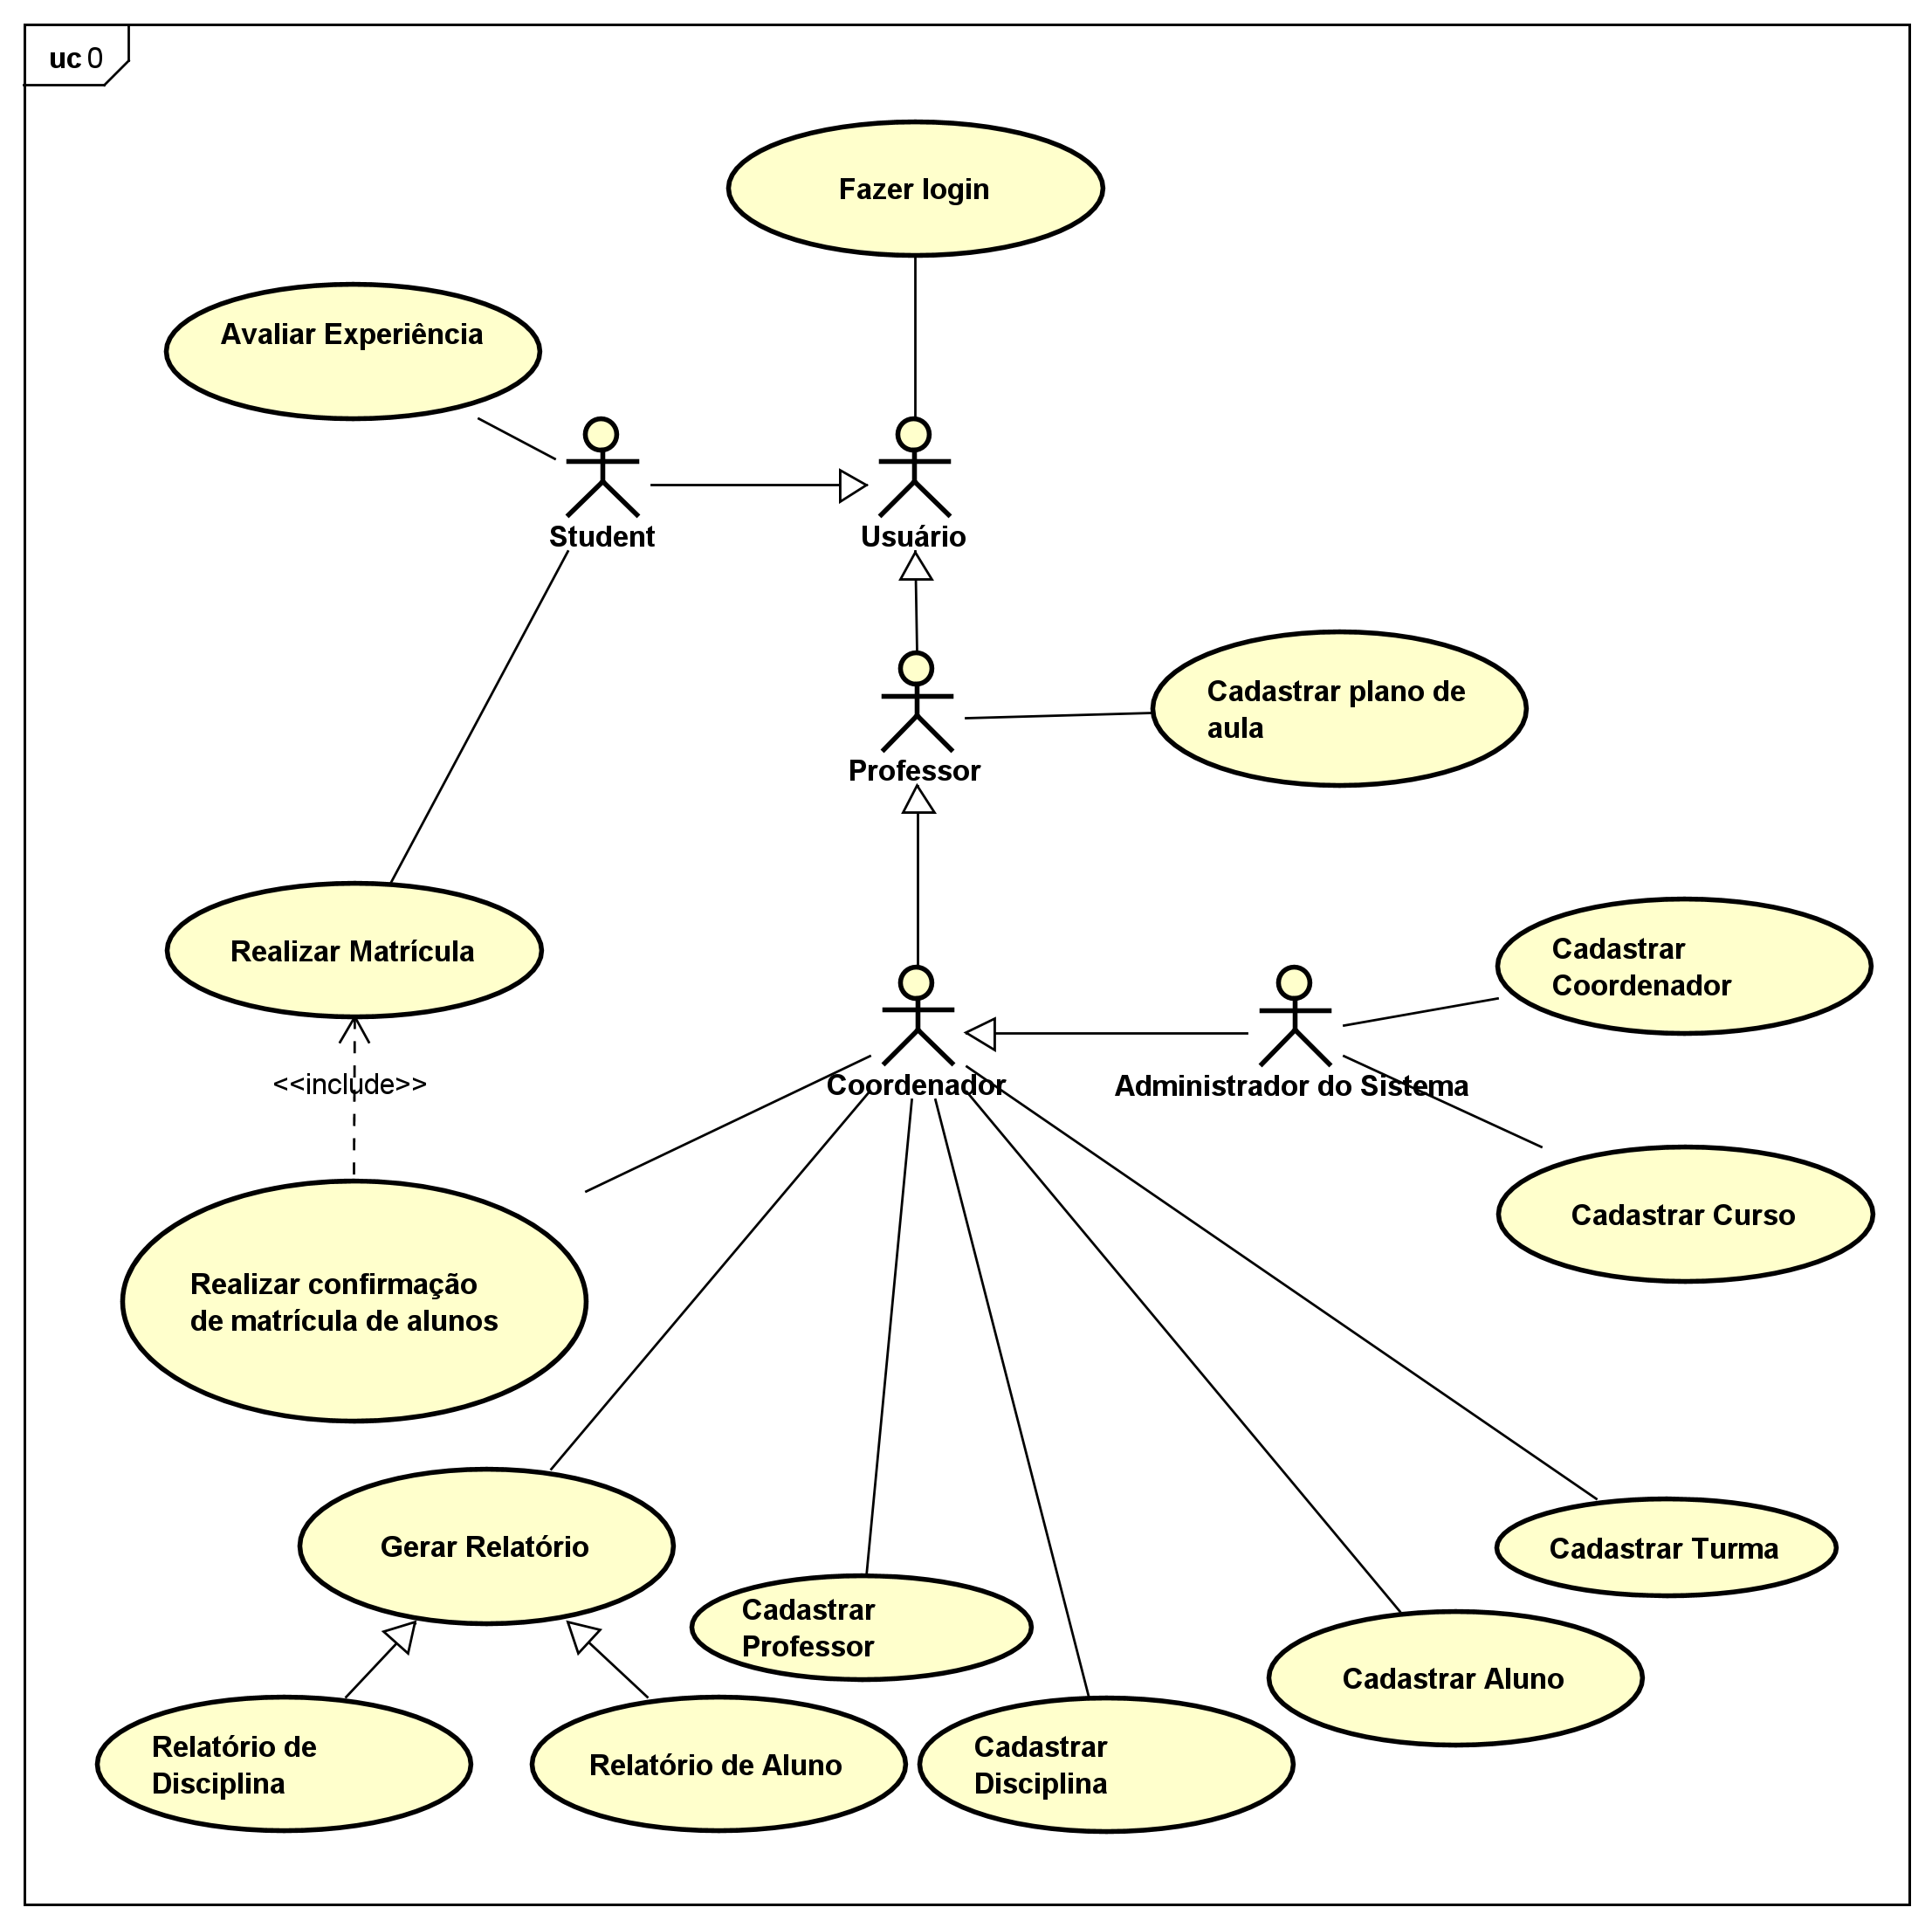 uc 0
Fazer login
Avaliar Experiência
Student
Usuário
Cadastrar plano de
aula
Professor
Realizar Matrícula
Cadastrar
Coordenador
<<include>>
Coordenador
Administrador do Sistema
Cadastrar Curso
Realizar confirmação
de matrícula de alunos
Gerar Relatório
Cadastrar Turma
Cadastrar
Professor
Cadastrar Aluno
Relatório de
Disciplina
Relatório de Aluno
Cadastrar
Disciplina